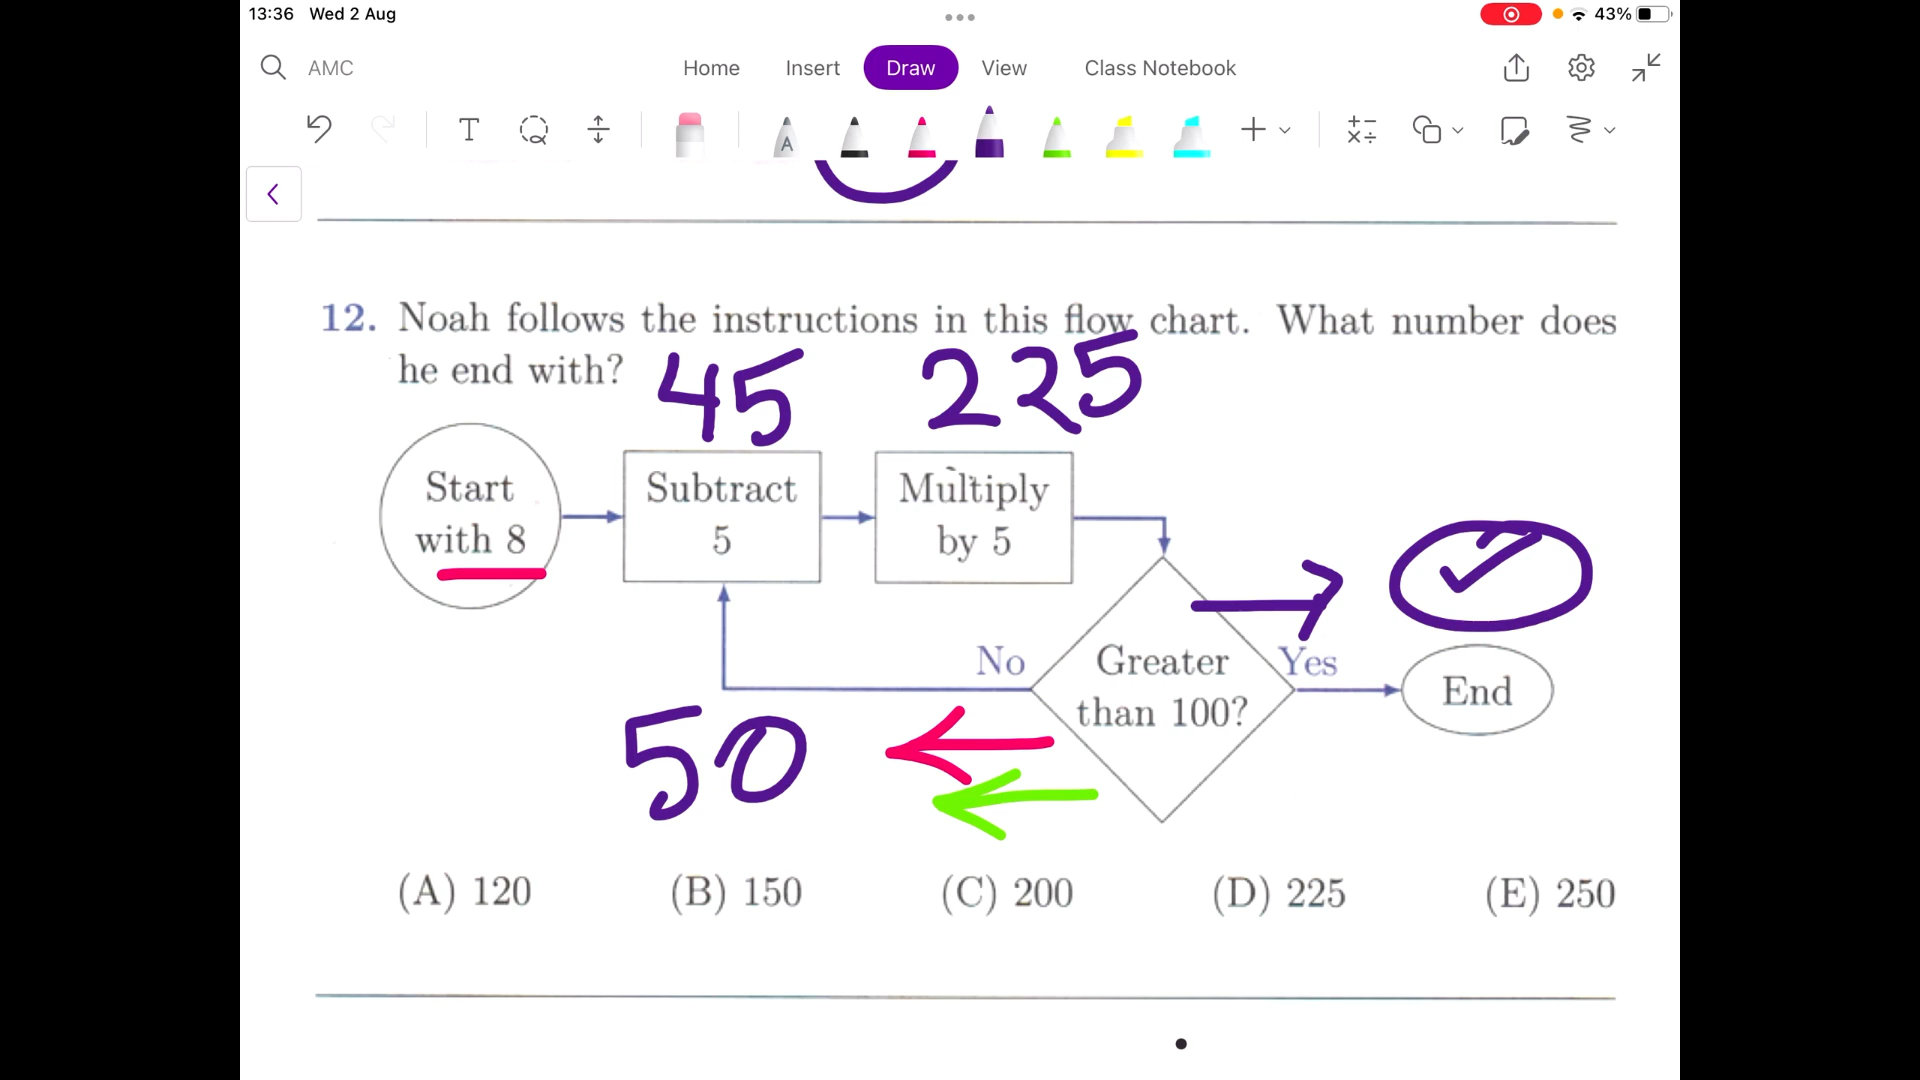 13:36 Wed 2 Aug
43%
AMC
Home Insert Draw View Class Notebook
T
A
12. Noah follows the instructions in this flow chart. What number does
he end with?
45 225
Start
with 8
Subtract
5
Multiply
by 5
No
Greater
than 100?
Yes
End
50
(A) 120 (B) 150 (C) 200 (D) 225 (E) 250